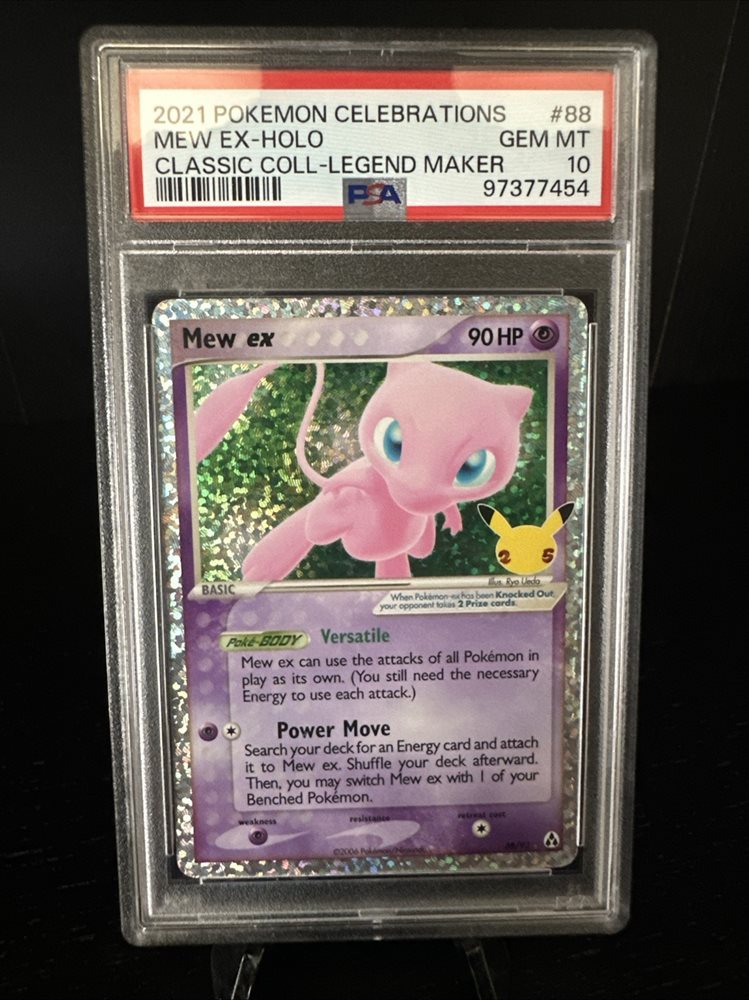 2021 POKEMON CELEBRATIONS #88
MEW EX-HOLO GEM MT
CLASSIC COLL-LEGEND MAKER 10
PSA 97377454
Mew ex 90 HP
2 5
Illus. Ryo Ueda
BASIC
When Pokémon-ex has been Knocked Out,
your opponent takes 2 Prize cards.
Poké-BODY Versatile
Mew ex can use the attacks of all Pokémon in
play as its own. (You still need the necessary
Energy to use each attack.)
Power Move
Search your deck for an Energy card and attach
it to Mew ex. Shuffle your deck afterward.
Then, you may switch Mew ex with 1 of your
Benched Pokémon.
weakness resistance retreat cost
©2006 Pokémon/Nintendo